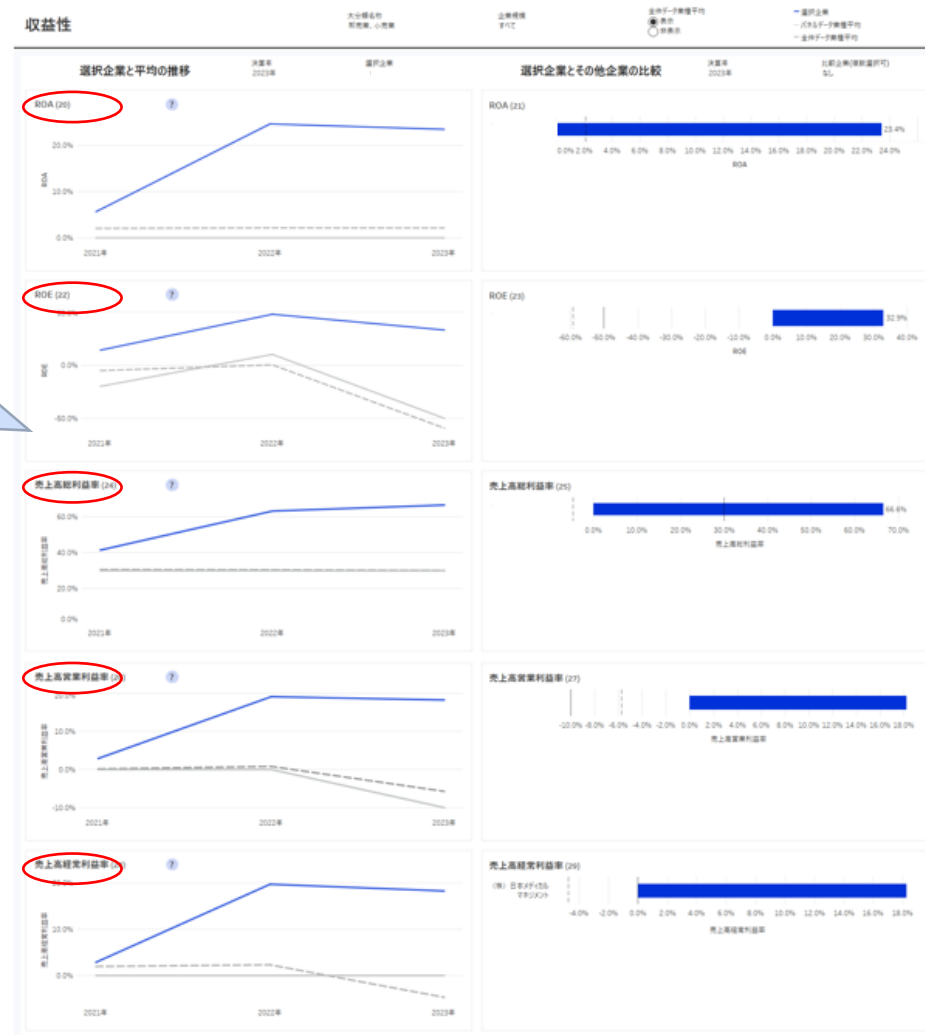 収益性
大分類名称
卸売業, 小売業
企業規模
すべて
全体データ業種平均
表示
非表示
選択企業
パネルデータ業種平均
全体データ業種平均
選択企業と平均の推移
決算年
2023年
選択企業
選択企業とその他企業の比較
決算年
2023年
比較企業(複数選択可)
なし
ROA (20)
?
20.0%
10.0%
0.0%
ROA
2021年
2022年
2023年
ROA (21)
23.4%
0.0% 2.0% 4.0% 6.0% 8.0% 10.0% 12.0% 14.0% 16.0% 18.0% 20.0% 22.0% 24.0%
ROA
ROE (22)
?
0.0%
-50.0%
ROE
2021年
2022年
2023年
ROE (23)
32.9%
-60.0% -50.0% -40.0% -30.0% -20.0% -10.0% 0.0% 10.0% 20.0% 30.0% 40.0%
ROE
売上高総利益率 (24)
?
60.0%
40.0%
20.0%
0.0%
売上高総利益率
2021年
2022年
2023年
売上高総利益率 (25)
66.6%
0.0% 10.0% 20.0% 30.0% 40.0% 50.0% 60.0% 70.0%
売上高総利益率
売上高営業利益率
?
10.0%
0.0%
-10.0%
売上高営業利益率
2021年
2022年
2023年
売上高営業利益率 (27)
-10.0% -8.0% -6.0% -4.0% -2.0% 0.0% 2.0% 4.0% 6.0% 8.0% 10.0% 12.0% 14.0% 16.0% 18.0%
売上高営業利益率
売上高経常利益率
?
10.0%
0.0%
売上高経常利益率
2021年
2022年
2023年
売上高経常利益率 (29)
(株) 日本メディカル
マネジメント
-4.0% -2.0% 0.0% 2.0% 4.0% 6.0% 8.0% 10.0% 12.0% 14.0% 16.0% 18.0%
売上高経常利益率